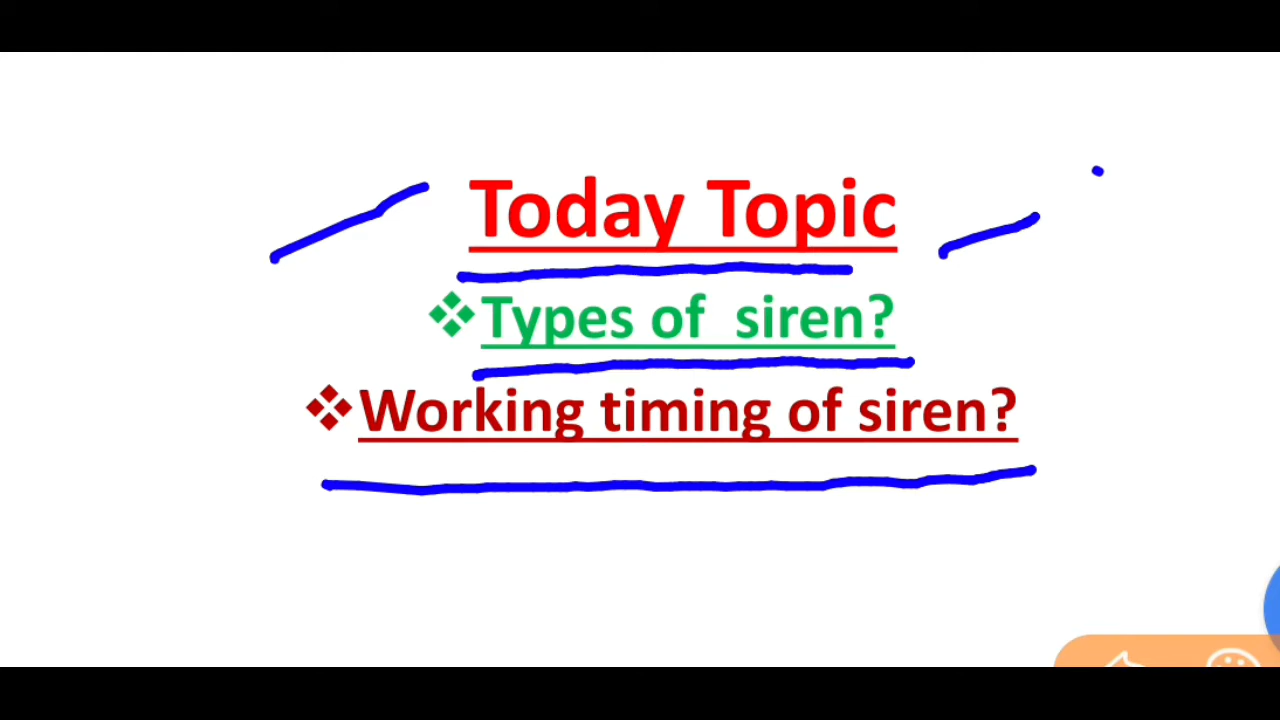 Today Topic
❖Types of siren?
❖Working timing of siren?